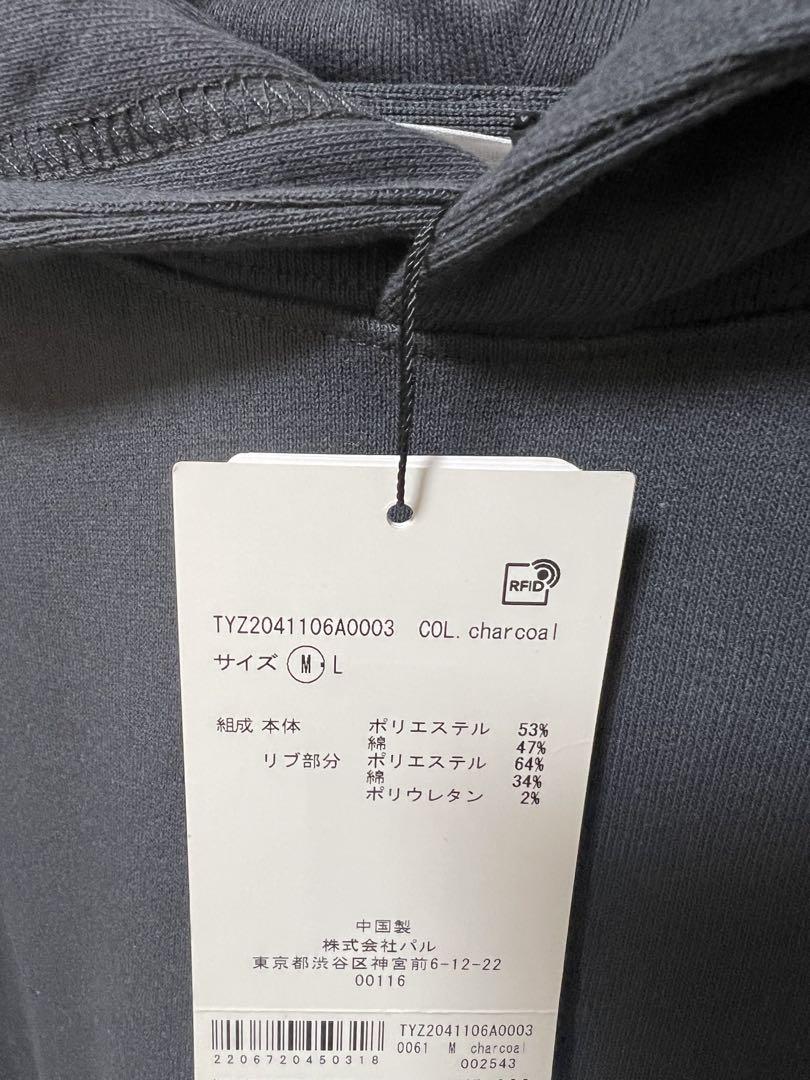 RFID
TYZ2041106A0003 COL. charcoal
サイズ M・L
組成 本体 ポリエステル 53%
綿 47%
リブ部分 ポリエステル 64%
綿 34%
ポリウレタン 2%
中国製
株式会社パル
東京都渋谷区神宮前6-12-22
00116
TYZ2041106A0003
2206720450318 0061 M charcoal
002543